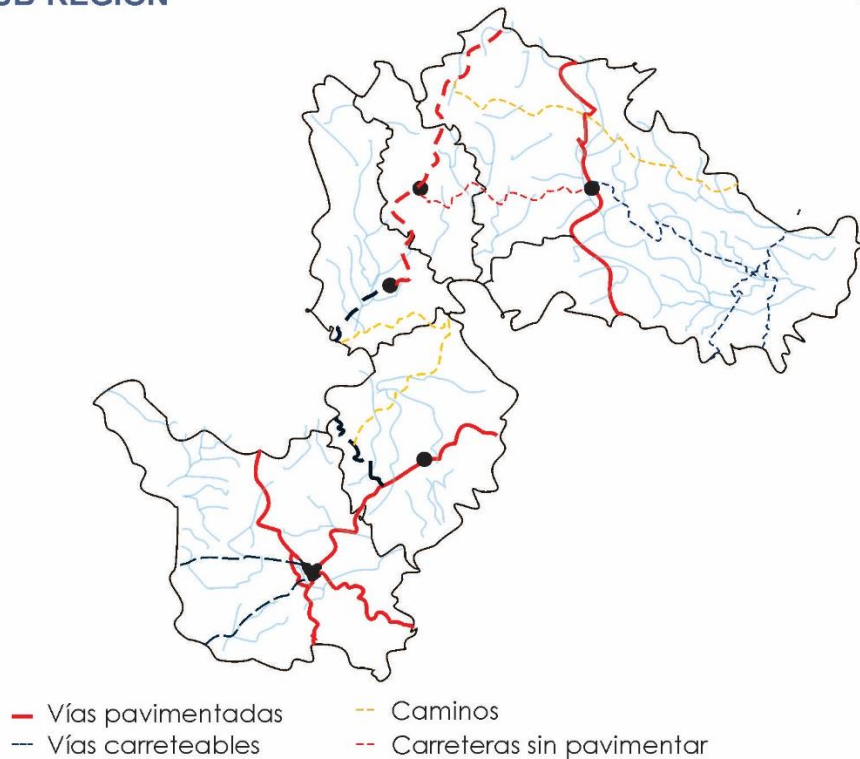 Vías pavimentadas
Caminos
Vías carreteables
Carreteras sin pavimentar